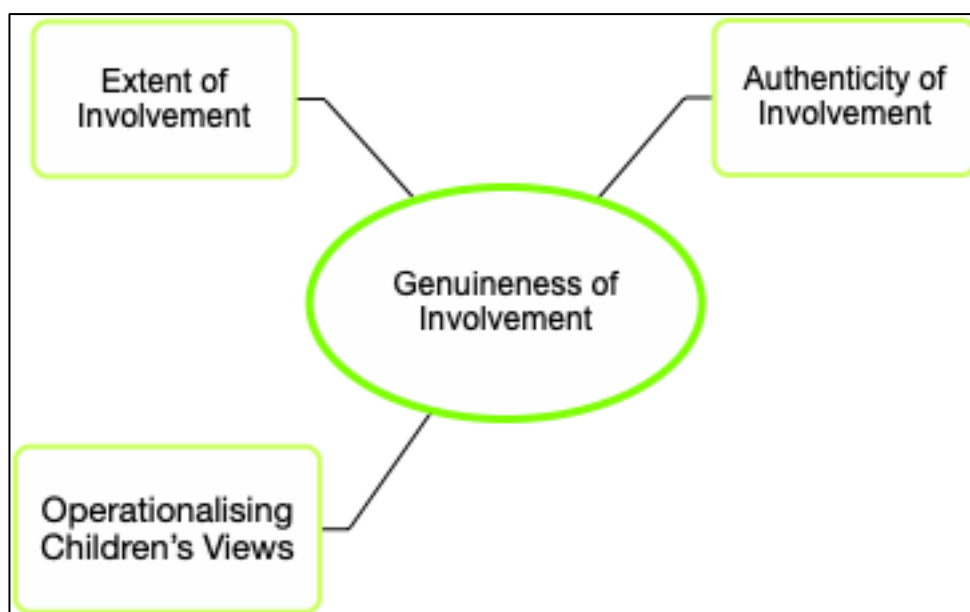 Extent of
Involvement
Authenticity of
Involvement
Genuineness of
Involvement
Operationalising
Children's Views